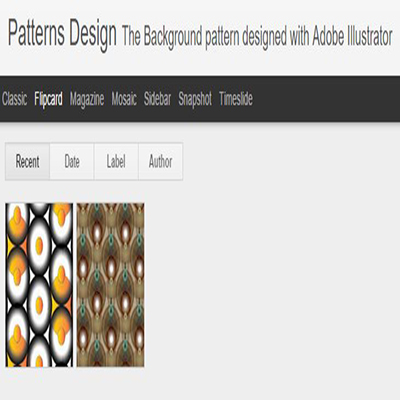 Patterns Design The Background pattern designed with Adobe Illustrator
Classic Flipcard Magazine Mosaic Sidebar Snapshot Timeslide
Recent Date Label Author